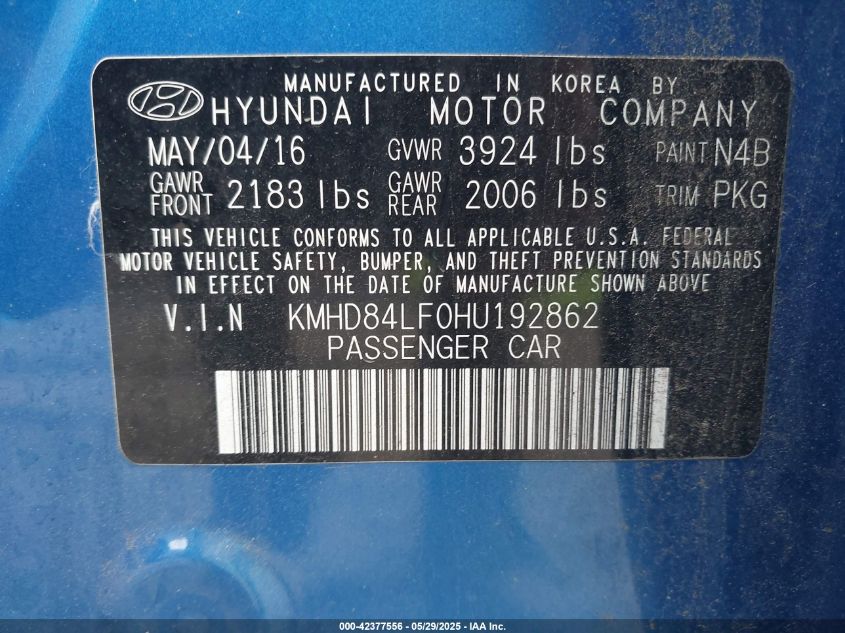 MANUFACTURED IN KOREA BY
HYUNDAI MOTOR COMPANY
MAY/04/16 GVWR 3924 lbs PAINT N4B
GAWR FRONT 2183 lbs GAWR REAR 2006 lbs TRIM PKG
THIS VEHICLE CONFORMS TO ALL APPLICABLE U.S.A. FEDERAL
MOTOR VEHICLE SAFETY, BUMPER, AND THEFT PREVENTION STANDARDS
IN EFFECT ON THE DATE OF MANUFACTURE SHOWN ABOVE
V.I.N KMHD84LF0HU192862
PASSENGER CAR
000-42377556 - 05/29/2025 - IAA Inc.